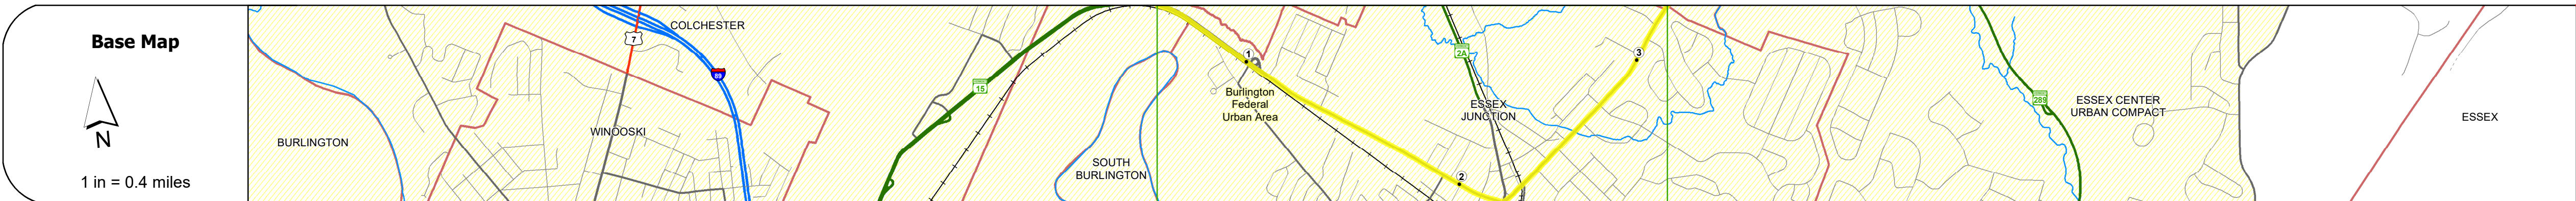 Base Map
N
1 in = 0.4 miles
BURLINGTON
WINOOSKI
7
COLCHESTER
89
15
SOUTH
BURLINGTON
1
Burlington
Federal
Urban Area
2
2A
ESSEX
JUNCTION
3
289
ESSEX CENTER
URBAN COMPACT
ESSEX